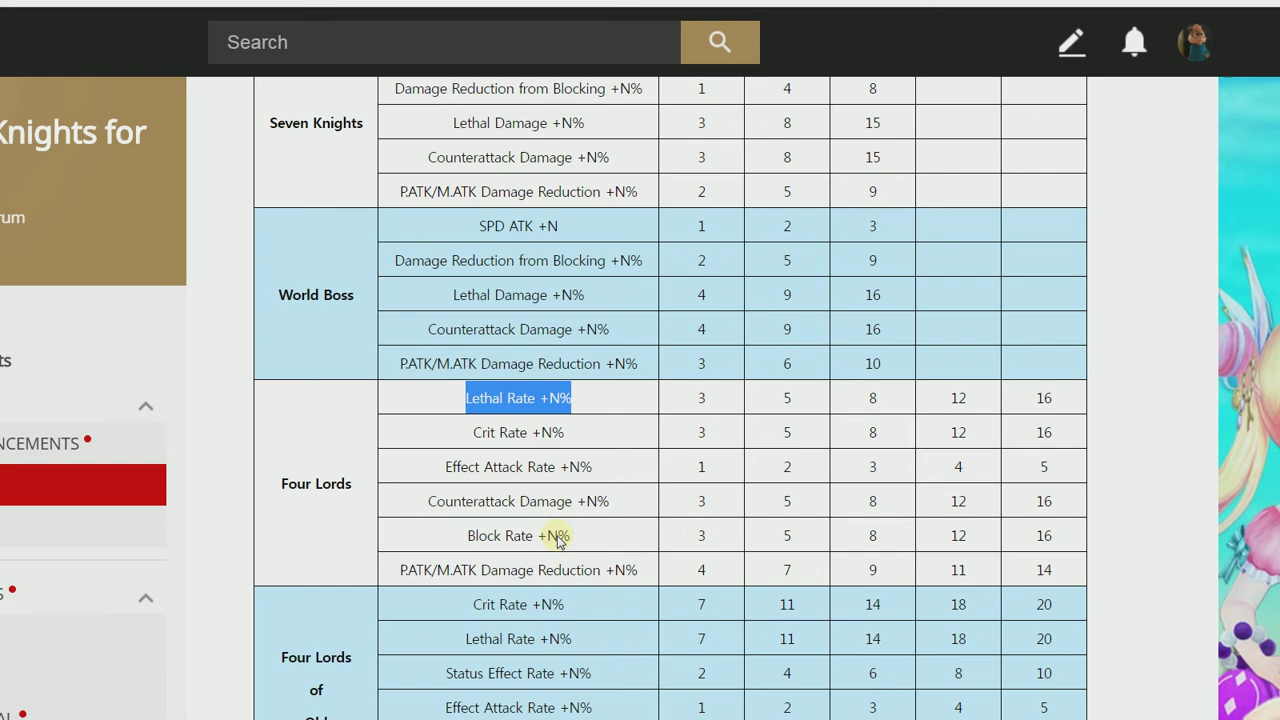 Search
Knights for
rum
ts
NCEMENTS
S
AL
Damage Reduction from Blocking +N% 1 4 8
Seven Knights
Lethal Damage +N% 3 8 15
Counterattack Damage +N% 3 8 15
P.ATK/M.ATK Damage Reduction +N% 2 5 9
SPD ATK +N 1 2 3
Damage Reduction from Blocking +N% 2 5 9
World Boss
Lethal Damage +N% 4 9 16
Counterattack Damage +N% 4 9 16
P.ATK/M.ATK Damage Reduction +N% 3 6 10
Lethal Rate +N% 3 5 8 12 16
Crit Rate +N% 3 5 8 12 16
Effect Attack Rate +N% 1 2 3 4 5
Four Lords
Counterattack Damage +N% 3 5 8 12 16
Block Rate +N% 3 5 8 12 16
P.ATK/M.ATK Damage Reduction +N% 4 7 9 11 14
Crit Rate +N% 7 11 14 18 20
Lethal Rate +N% 7 11 14 18 20
Four Lords
of
Status Effect Rate +N% 2 4 6 8 10
Effect Attack Rate +N% 1 2 3 4 5